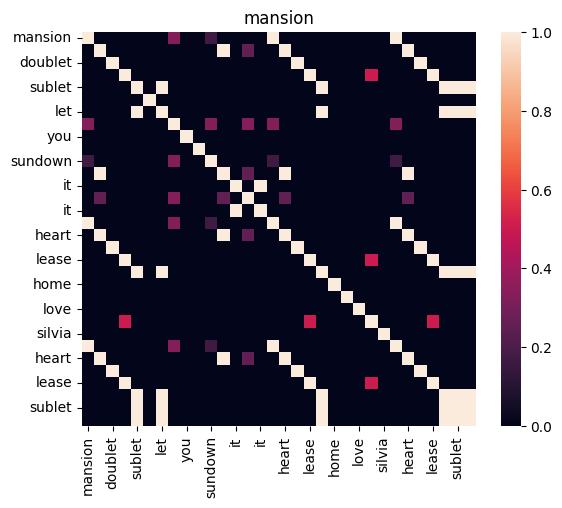 mansion
mansion
doublet
sublet
let
you
sundown
it
it
heart
lease
home
love
silvia
heart
lease
sublet
mansion
doublet
sublet
let
you
sundown
it
it
heart
lease
home
love
silvia
heart
lease
sublet
1.0
0.8
0.6
0.4
0.2
0.0